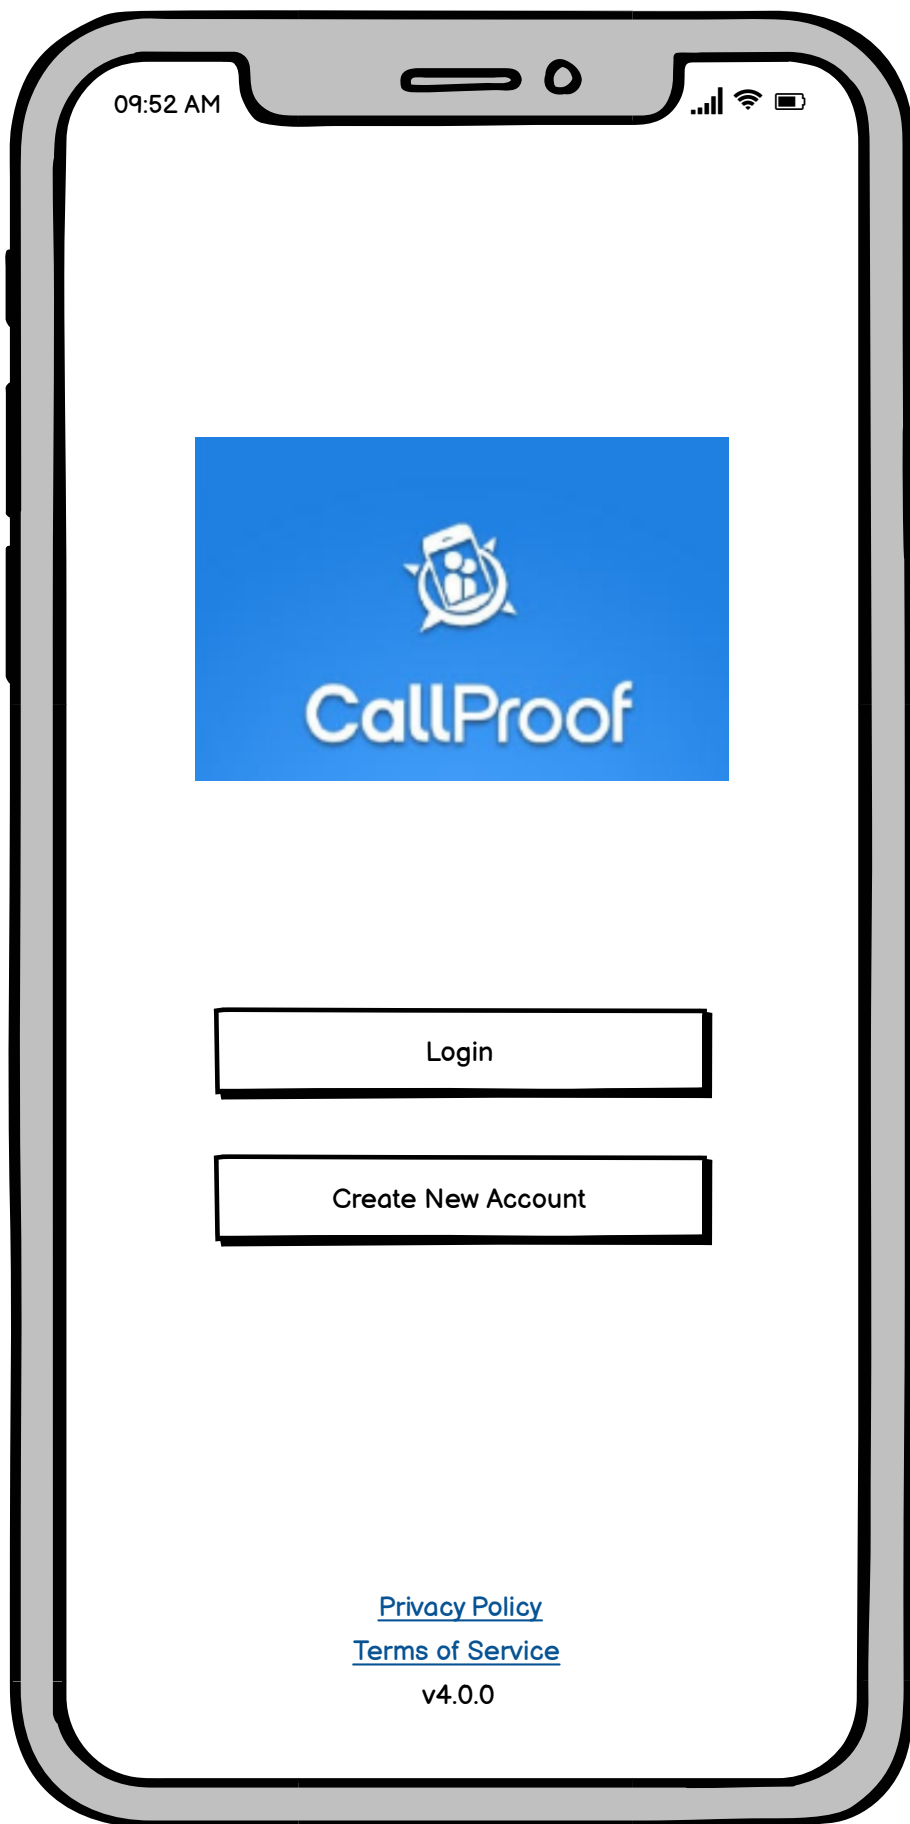 09:52 AM
CallProof
Login
Create New Account
Privacy Policy
Terms of Service
v4.0.0